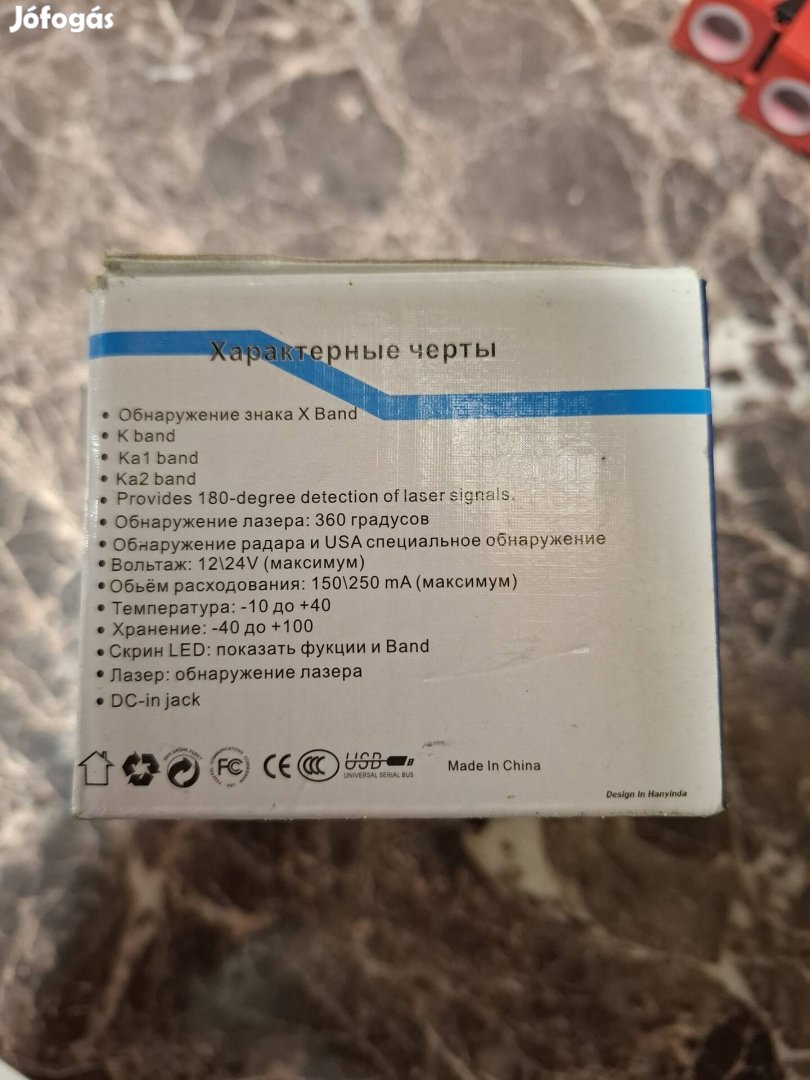 Jófogás
Характерные черты
• Обнаружение знака X Band
• K band
• Ka1 band
• Ka2 band
• Provides 180-degree detection of laser signals.
• Обнаружение лазера: 360 градусов
• Обнаружение радара и USA специальное обнаружение
• Вольтаж: 12\24V (максимум)
• Обьём расходования: 150\250 mA (максимум)
• Температура: -10 до +40
• Хранение: -40 до +100
• Скрин LED: показать фукции и Band
• Лазер: обнаружение лазера
• DC-in jack
FC CE CCC USB B Made In China
UNIVERSAL SERIAL BUS
Design In Hanyinda